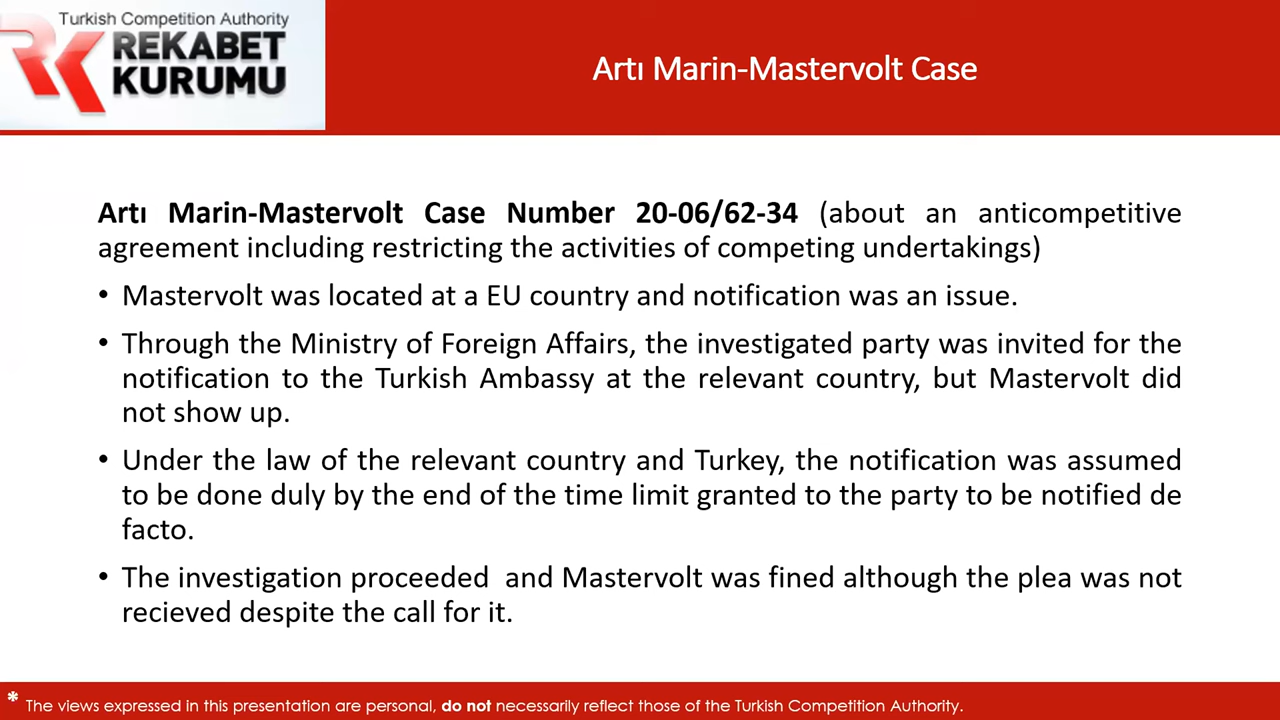 Turkish Competition Authority
REKABET
KURUMU
Artı Marin-Mastervolt Case
Artı Marin-Mastervolt Case Number 20-06/62-34 (about an anticompetitive
agreement including restricting the activities of competing undertakings)
• Mastervolt was located at a EU country and notification was an issue.
• Through the Ministry of Foreign Affairs, the investigated party was invited for the
notification to the Turkish Ambassy at the relevant country, but Mastervolt did
not show up.
• Under the law of the relevant country and Turkey, the notification was assumed
to be done duly by the end of the time limit granted to the party to be notified de
facto.
• The investigation proceeded  and Mastervolt was fined although the plea was not
recieved despite the call for it.
* The views expressed in this presentation are personal, do not necessarily reflect those of the Turkish Competition Authority.